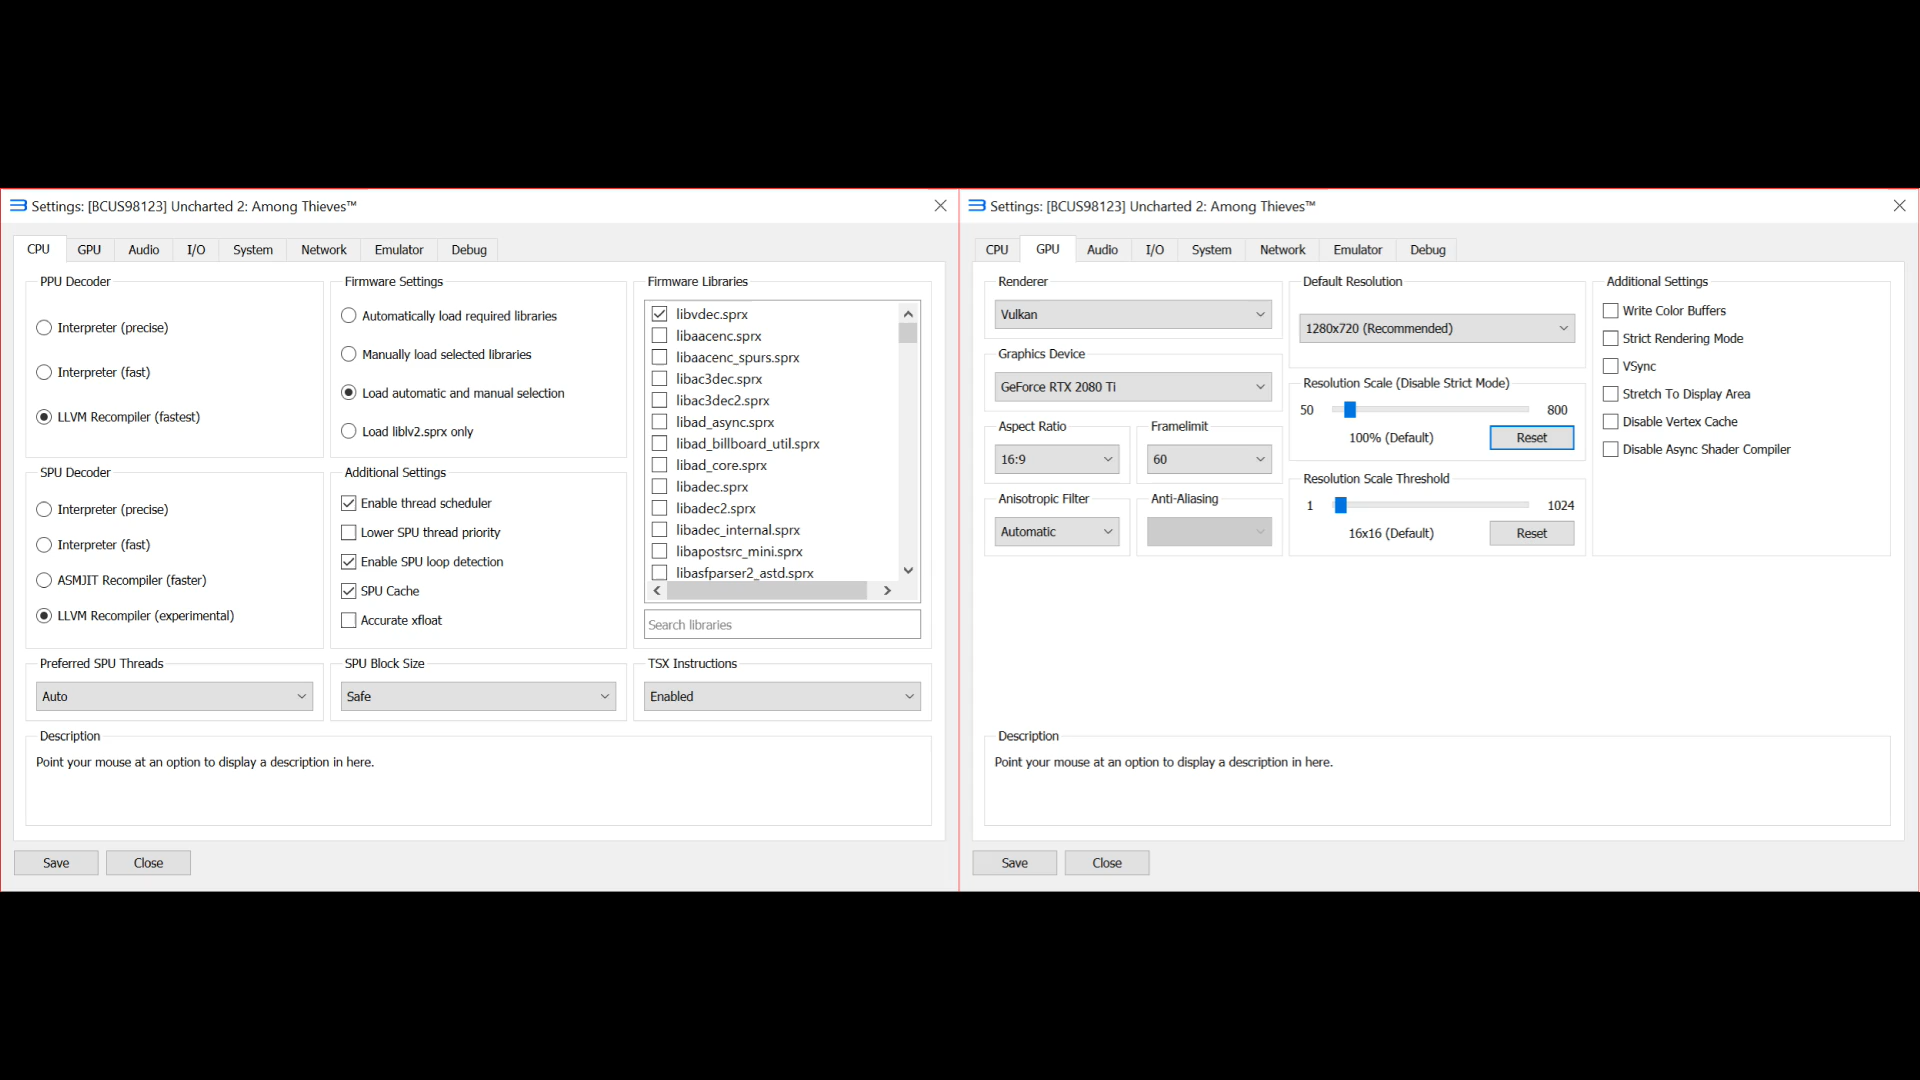 Settings: [BCUS98123] Uncharted 2: Among Thieves™
CPU GPU Audio I/O System Network Emulator Debug
PPU Decoder
Interpreter (precise)
Interpreter (fast)
LLVM Recompiler (fastest)
SPU Decoder
Interpreter (precise)
Interpreter (fast)
ASMJIT Recompiler (faster)
LLVM Recompiler (experimental)
Preferred SPU Threads
Auto
Firmware Settings
Automatically load required libraries
Manually load selected libraries
Load automatic and manual selection
Load liblv2.sprx only
Additional Settings
Enable thread scheduler
Lower SPU thread priority
Enable SPU loop detection
SPU Cache
Accurate xfloat
SPU Block Size
Safe
Firmware Libraries
libvdec.sprx
libaacenc.sprx
libaacenc_spurs.sprx
libac3dec.sprx
libac3dec2.sprx
libad_async.sprx
libad_billboard_util.sprx
libad_core.sprx
libadec.sprx
libadec2.sprx
libadec_internal.sprx
libapostsrc_mini.sprx
libasfparser2_astd.sprx
Search libraries
TSX Instructions
Enabled
Description
Point your mouse at an option to display a description in here.
Save Close
Settings: [BCUS98123] Uncharted 2: Among Thieves™
CPU GPU Audio I/O System Network Emulator Debug
Renderer
Vulkan
Graphics Device
GeForce RTX 2080 Ti
Aspect Ratio
16:9
Framelimit
60
Anisotropic Filter
Automatic
Anti-Aliasing
Default Resolution
1280x720 (Recommended)
Resolution Scale (Disable Strict Mode)
50 800
100% (Default) Reset
Resolution Scale Threshold
1 1024
16x16 (Default) Reset
Additional Settings
Write Color Buffers
Strict Rendering Mode
VSync
Stretch To Display Area
Disable Vertex Cache
Disable Async Shader Compiler
Description
Point your mouse at an option to display a description in here.
Save Close